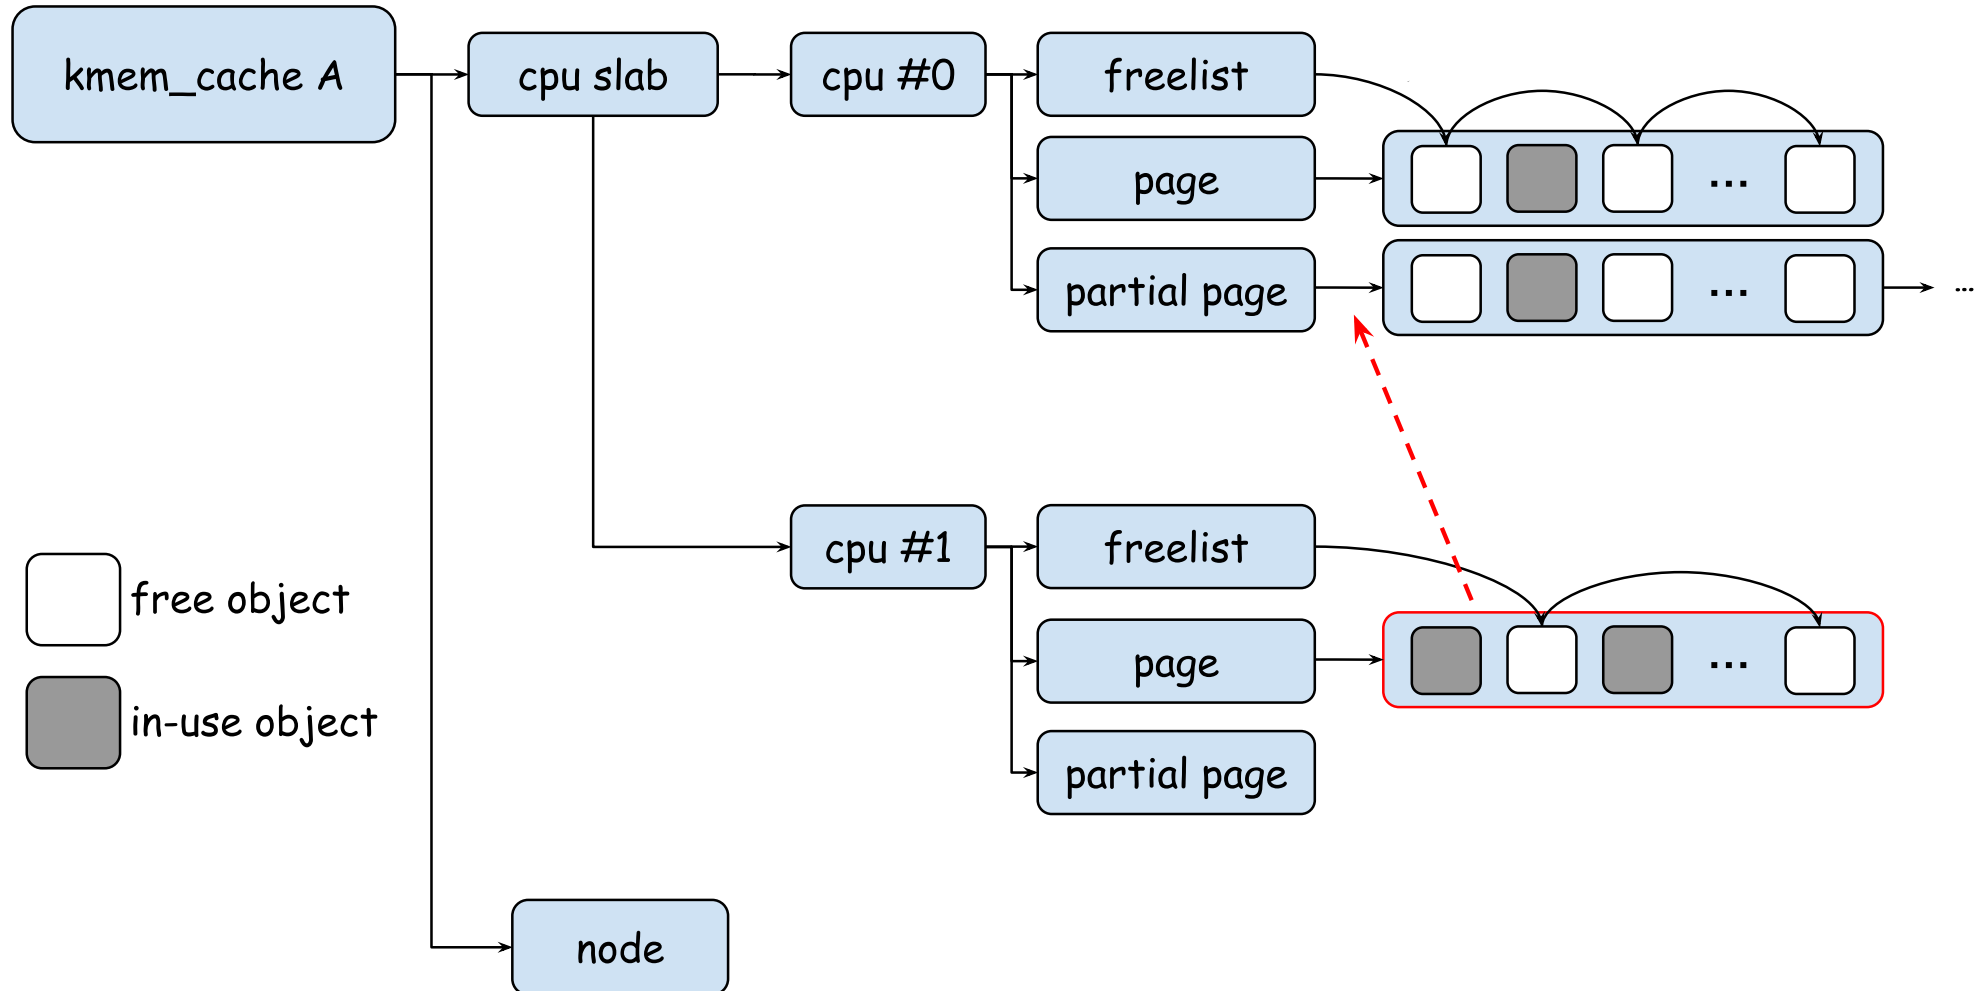 kmem_cache A
cpu slab
cpu #0
freelist
page
...
partial page
...
...
cpu #1
freelist
free object
page
...
in-use object
partial page
node